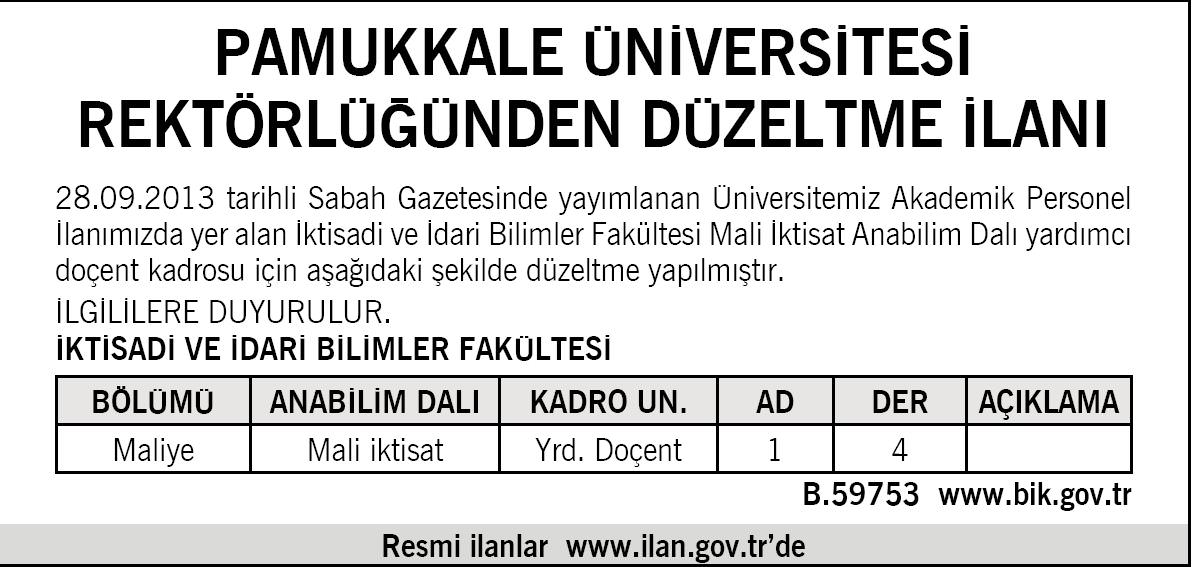 PAMUKKALE ÜNİVERSİTESİ
REKTÖRLÜĞÜNDEN DÜZELTME İLANI
28.09.2013 tarihli Sabah Gazetesinde yayımlanan Üniversitemiz Akademik Personel
İlanımızda yer alan İktisadi ve İdari Bilimler Fakültesi Mali İktisat Anabilim Dalı yardımcı
doçent kadrosu için aşağıdaki şekilde düzeltme yapılmıştır.
İLGİLİLERE DUYURULUR.
İKTİSADİ VE İDARİ BİLİMLER FAKÜLTESİ
BÖLÜMÜ ANABİLİM DALI KADRO UN. AD DER AÇIKLAMA
Maliye Mali iktisat Yrd. Doçent 1 4
B.59753 www.bik.gov.tr
Resmi ilanlar www.ilan.gov.tr’de